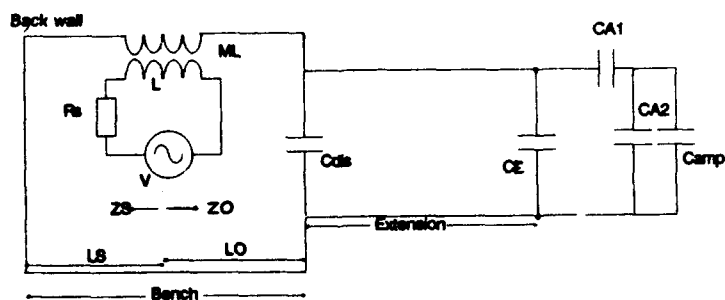 Back wall
CA1
ML
L
CA2
Rs
Cdis
CE
Camp
V
ZS
ZO
Extension
LS
LO
Bench